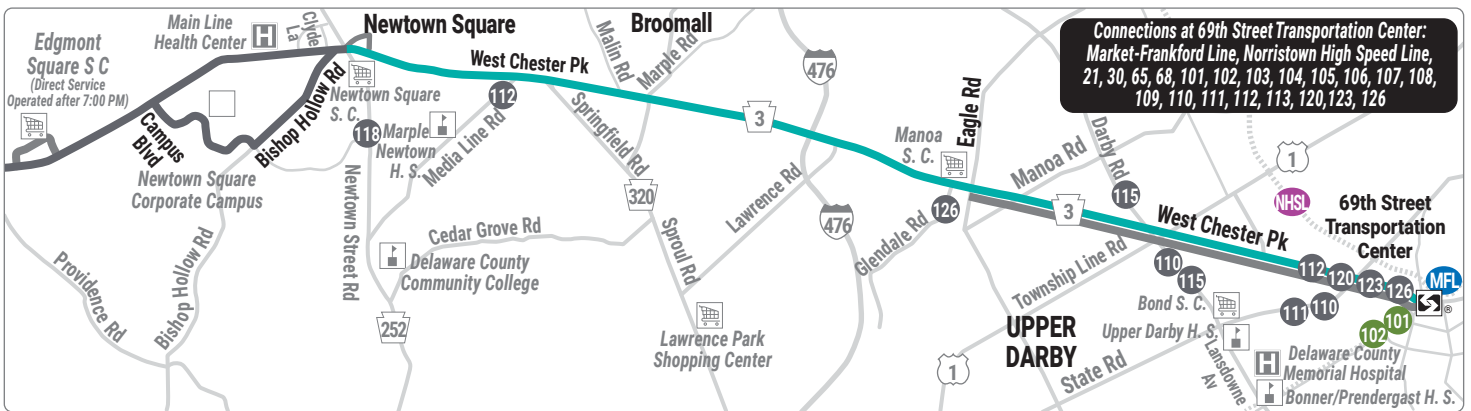 Edgmont
Square S C
(Direct Service
Operated after 7:00 PM)
Main Line
Health Center
H
Clyde
La
Newtown Square
Broomall
Malin Rd
Marple Rd
West Chester Pk
476
Connections at 69th Street Transportation Center:
Market-Frankford Line, Norristown High Speed Line,
21, 30, 65, 68, 101, 102, 103, 104, 105, 106, 107, 108,
109, 110, 111, 112, 113, 120,123, 126
Campus
Blvd
Bishop Hollow Rd
Newtown Square
S. C.
112
118
Marple
Newtown
H. S.
Media Line Rd
Springfield Rd
3
Manoa
S. C.
Eagle Rd
Manoa Rd
Darby Rd
1
Newtown Square
Corporate Campus
Newtown Street Rd
320
Lawrence Rd
476
126
Glendale Rd
3
115
West Chester Pk
NHSL
69th Street
Transportation
Center
Providence Rd
Bishop Hollow Rd
Cedar Grove Rd
Delaware County
Community College
Sproul Rd
Township Line Rd
110
115
112
120
123
126
MFL
S
®
252
Lawrence Park
Shopping Center
UPPER
DARBY
1
Bond S. C.
Upper Darby H. S.
111
110
102
101
State Rd
Lansdowne
Av
H
Delaware County
Memorial Hospital
Bonner/Prendergast H. S.